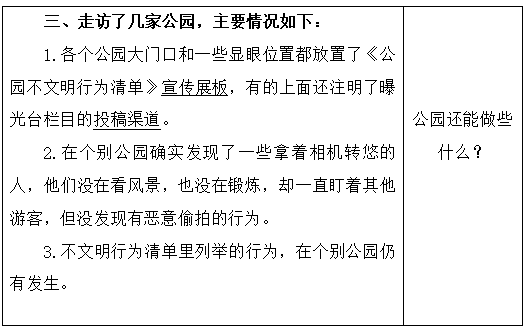 三、走访了几家公园，主要情况如下：
1.各个公园大门口和一些显眼位置都放置了《公
园不文明行为清单》宣传展板，有的上面还注明了曝
光台栏目的投稿渠道。
2.在个别公园确实发现了一些拿着相机转悠的
人，他们没在看风景，也没在锻炼，却一直盯着其他
游客，但没发现有恶意偷拍的行为。
3.不文明行为清单里列举的行为，在个别公园仍
有发生。
公园还能做些
什么？